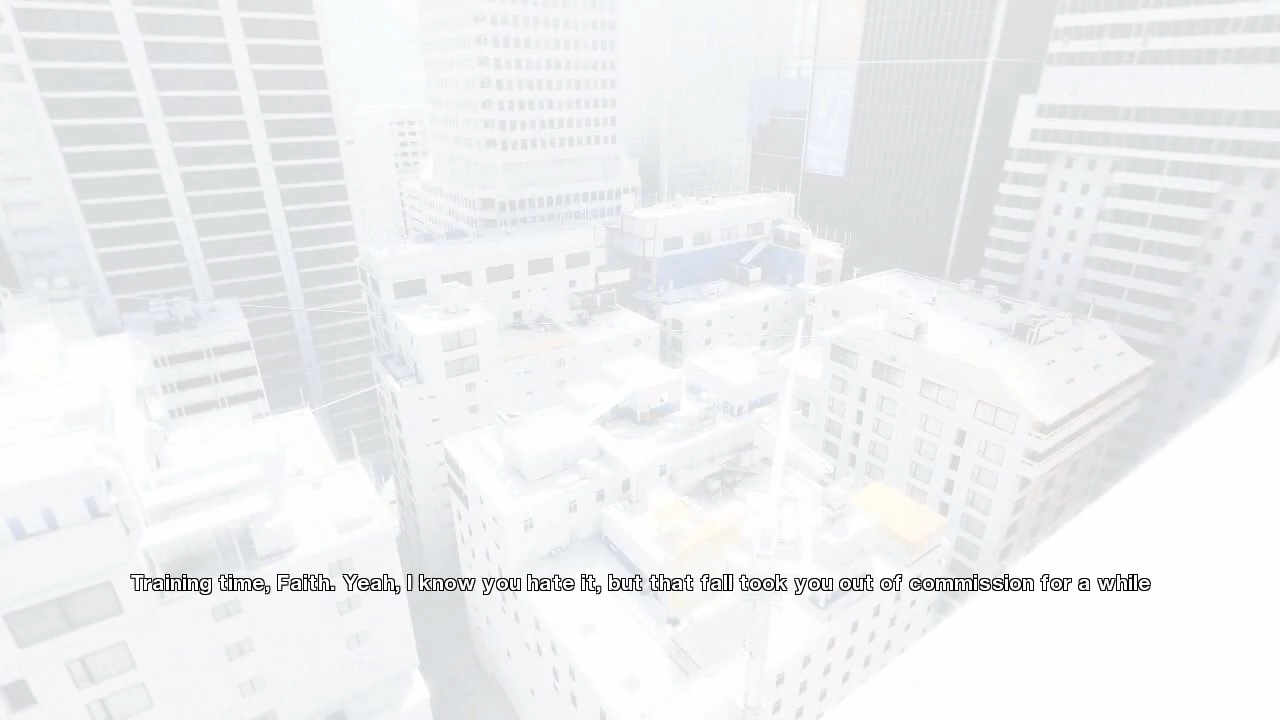 Training time, Faith. Yeah, I know you hate it, but that fall took you out of commission for a while